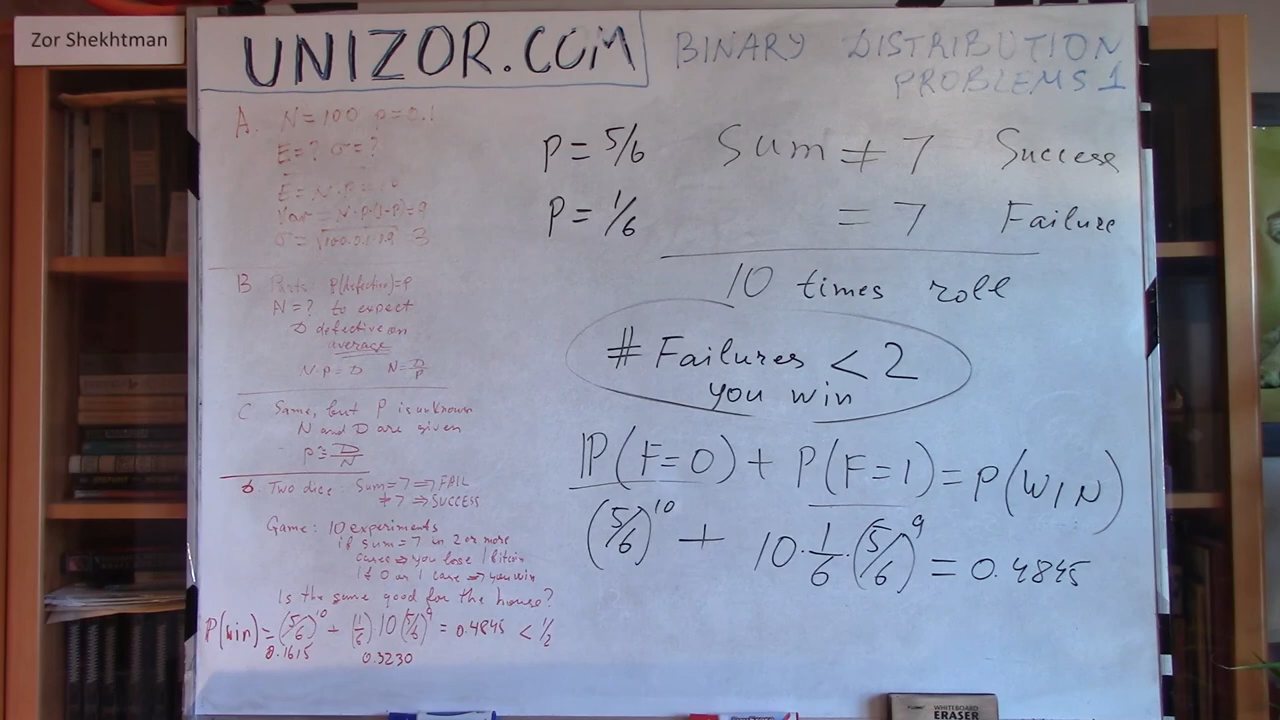 Zor Shekhtman
UNIZOR.COM
BINARY DISTRIBUTION
PROBLEMS 1
A. N=100 p=0.1
E=? σ=?
E=N·P=10
Var=N·P·(1-P)=9
σ=√100·0.1·0.9 3
B Parts: P(defective)=P
N=? to expect
D defective on
average
N·P=D N=D/P
C Same, but P is unknown
N and D are given
P≅D/N
D. Two dice: Sum=7⇒FAIL
≠7⇒SUCCESS
Game: 10 experiments
if sum=7 in 2 or more
cases⇒you lose 1 bitcoin
if 0 or 1 case⇒you win
Is the game good for the house?
P(win)=(5/6)^10 + (1/6)·10(5/6)^9 = 0.4845 < 1/2
0.1615 0.3230
P = 5/6 Sum ≠ 7 Success
P = 1/6 = 7 Failure
10 times roll
# Failures < 2
you win
P(F=0) + P(F=1) = P(WIN)
(5/6)^10 + 10·1/6·(5/6)^9 = 0.4845
WHITEBOARD
ERASER